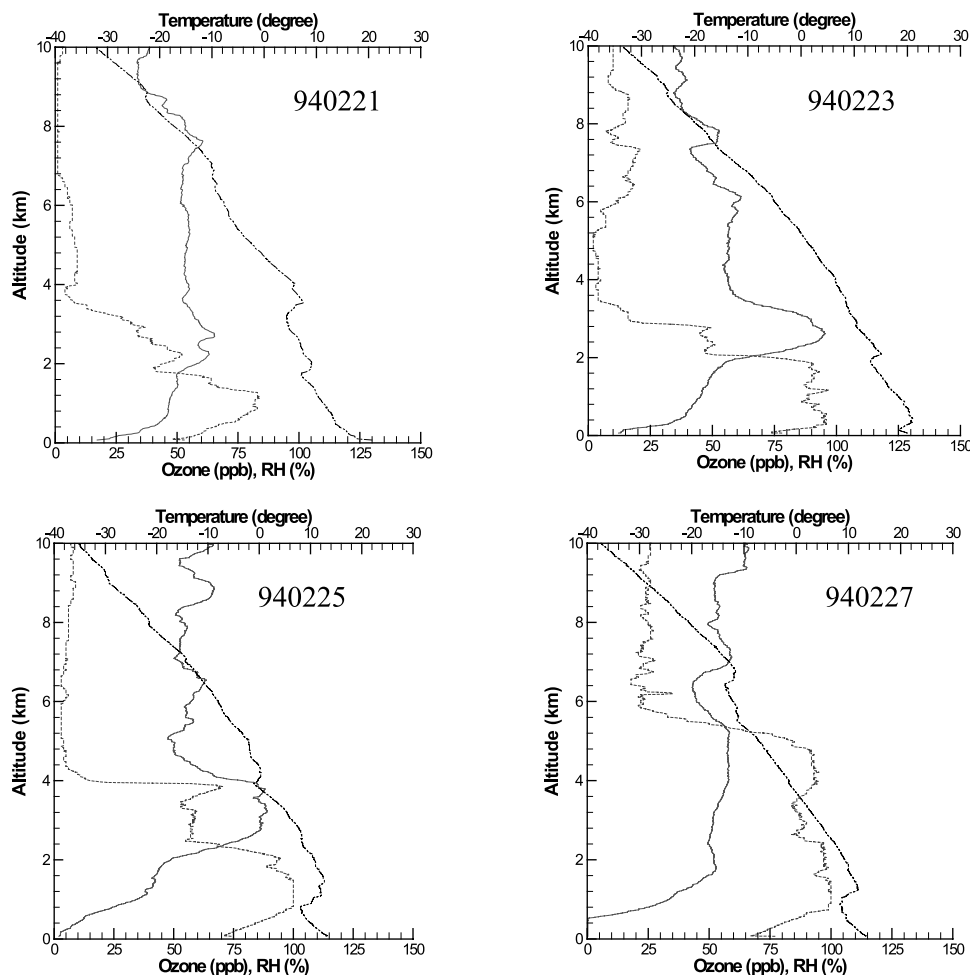 Temperature (degree)
-40 -30 -20 -10 0 10 20 30
10
8
6
4
2
0
Altitude (km)
940221
0 25 50 75 100 125 150
Ozone (ppb), RH (%)
Temperature (degree)
-40 -30 -20 -10 0 10 20 30
10
8
6
4
2
0
Altitude (km)
940223
0 25 50 75 100 125 150
Ozone (ppb), RH (%)
Temperature (degree)
-40 -30 -20 -10 0 10 20 30
10
8
6
4
2
0
Altitude (km)
940225
0 25 50 75 100 125 150
Ozone (ppb), RH (%)
Temperature (degree)
-40 -30 -20 -10 0 10 20 30
10
8
6
4
2
0
Altitude (km)
940227
0 25 50 75 100 125 150
Ozone (ppb), RH (%)